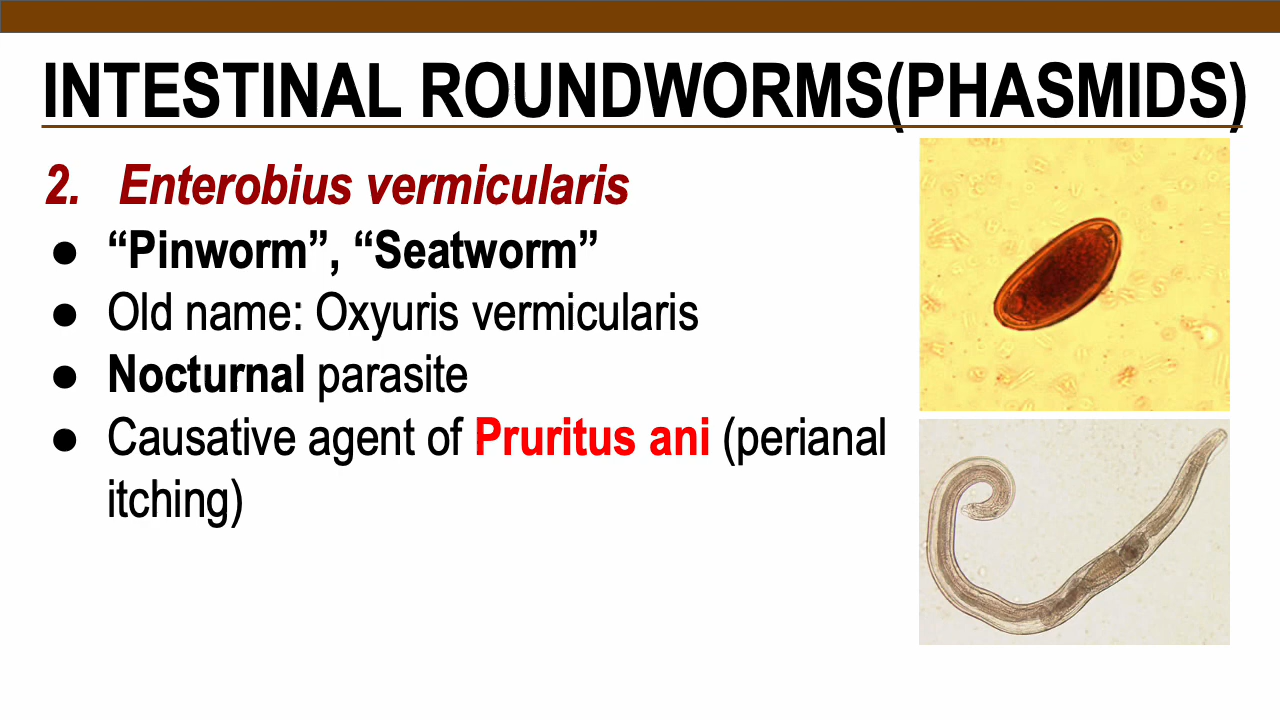 INTESTINAL ROUNDWORMS(PHASMIDS)
2. Enterobius vermicularis
● “Pinworm”, “Seatworm”
● Old name: Oxyuris vermicularis
● Nocturnal parasite
● Causative agent of Pruritus ani (perianal
itching)